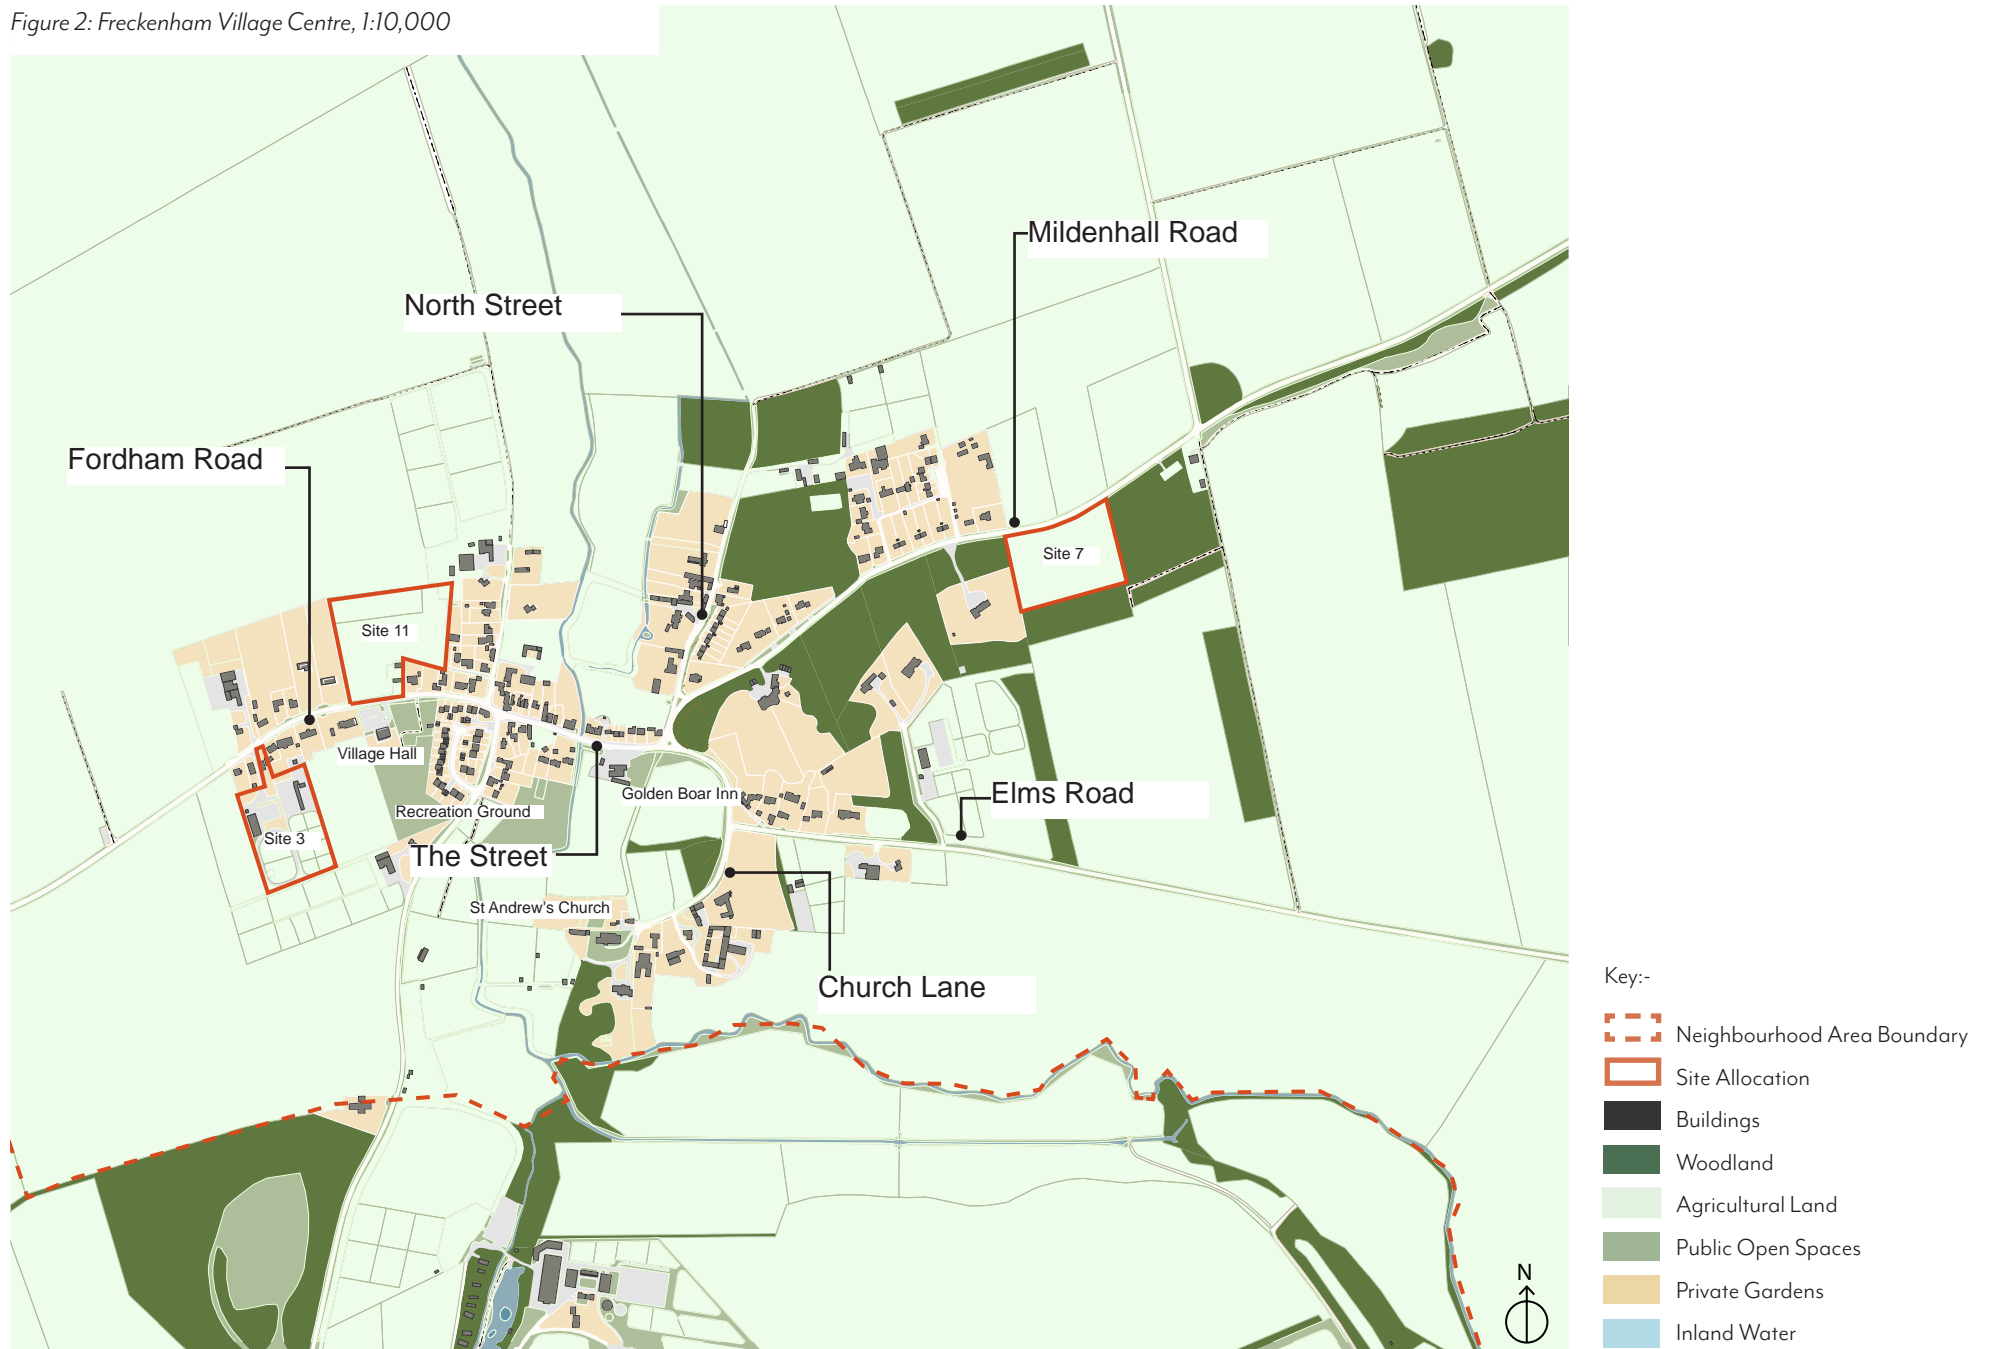 Figure 2: Freckenham Village Centre, 1:10,000
Mildenhall Road
North Street
Fordham Road
Site 7
Site 11
Village Hall
Golden Boar Inn
Elms Road
Recreation Ground
Site 3
The Street
St Andrew's Church
Church Lane
Key:-
Neighbourhood Area Boundary
Site Allocation
Buildings
Woodland
Agricultural Land
Public Open Spaces
Private Gardens
Inland Water
N